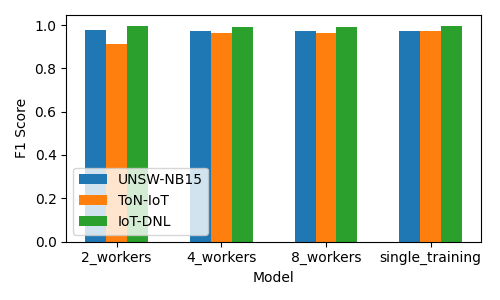 1.0
0.8
0.6
0.4
0.2
0.0
F1 Score
UNSW-NB15
ToN-IoT
IoT-DNL
2_workers 4_workers 8_workers single_training
Model